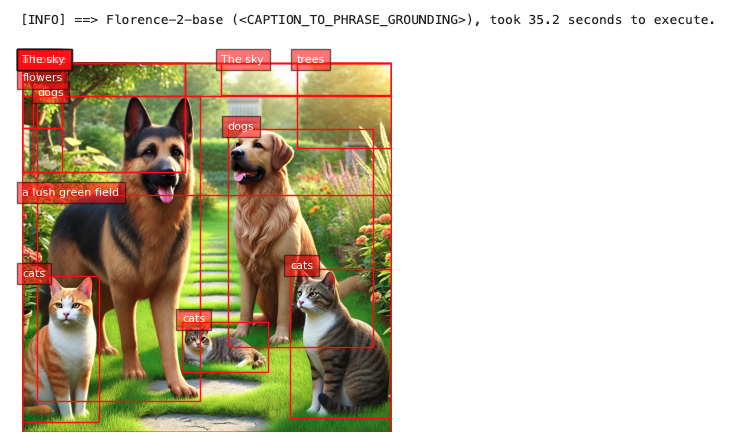 [INFO] ==> Florence-2-base (<CAPTION_TO_PHRASE_GROUNDING>), took 35.2 seconds to execute.
The sky The sky trees
flowers
dogs
dogs
a lush green field
cats
cats
cats